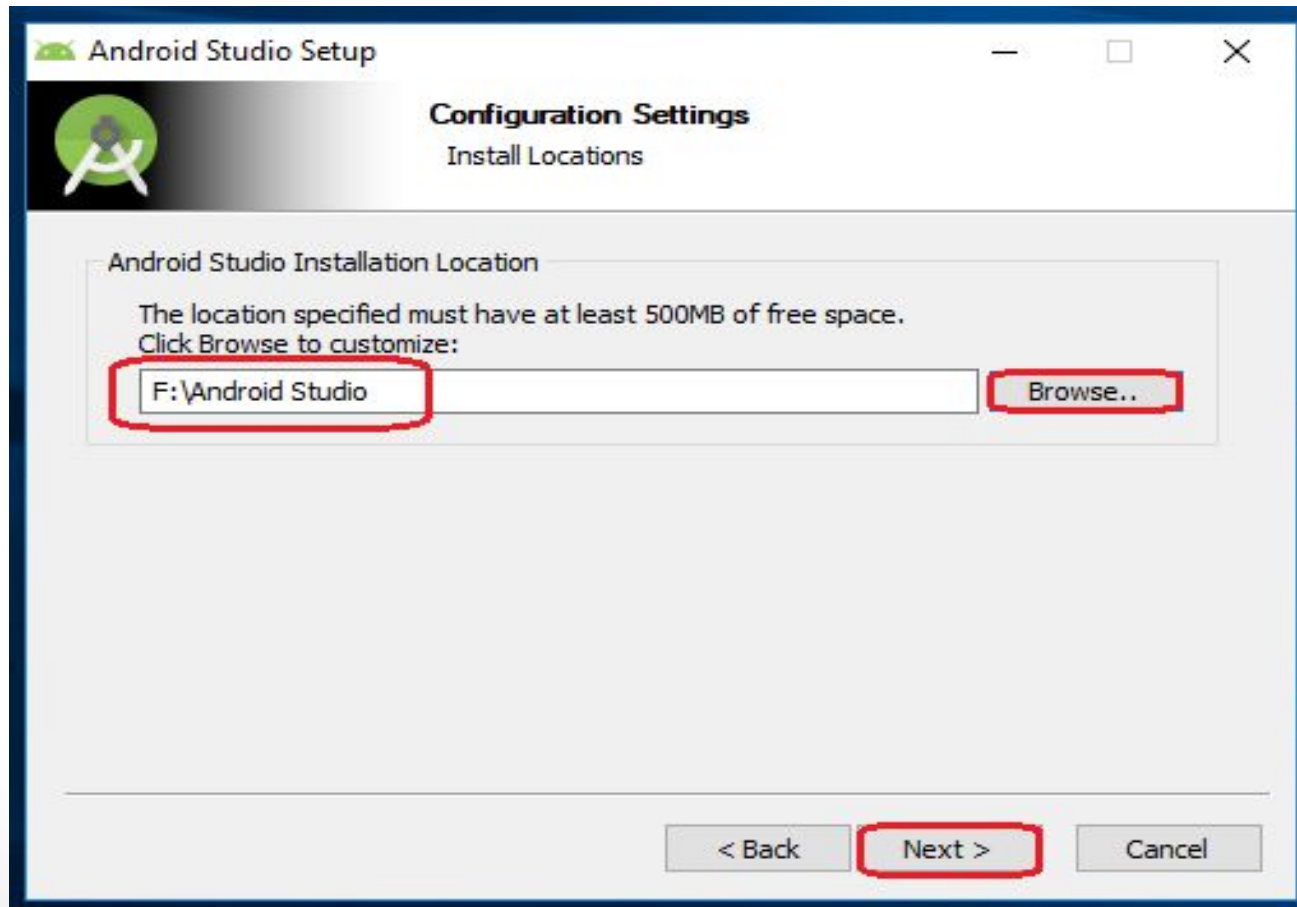 Android Studio Setup
Configuration Settings
Install Locations
Android Studio Installation Location
The location specified must have at least 500MB of free space.
Click Browse to customize:
F:\Android Studio
Browse..
< Back
Next >
Cancel